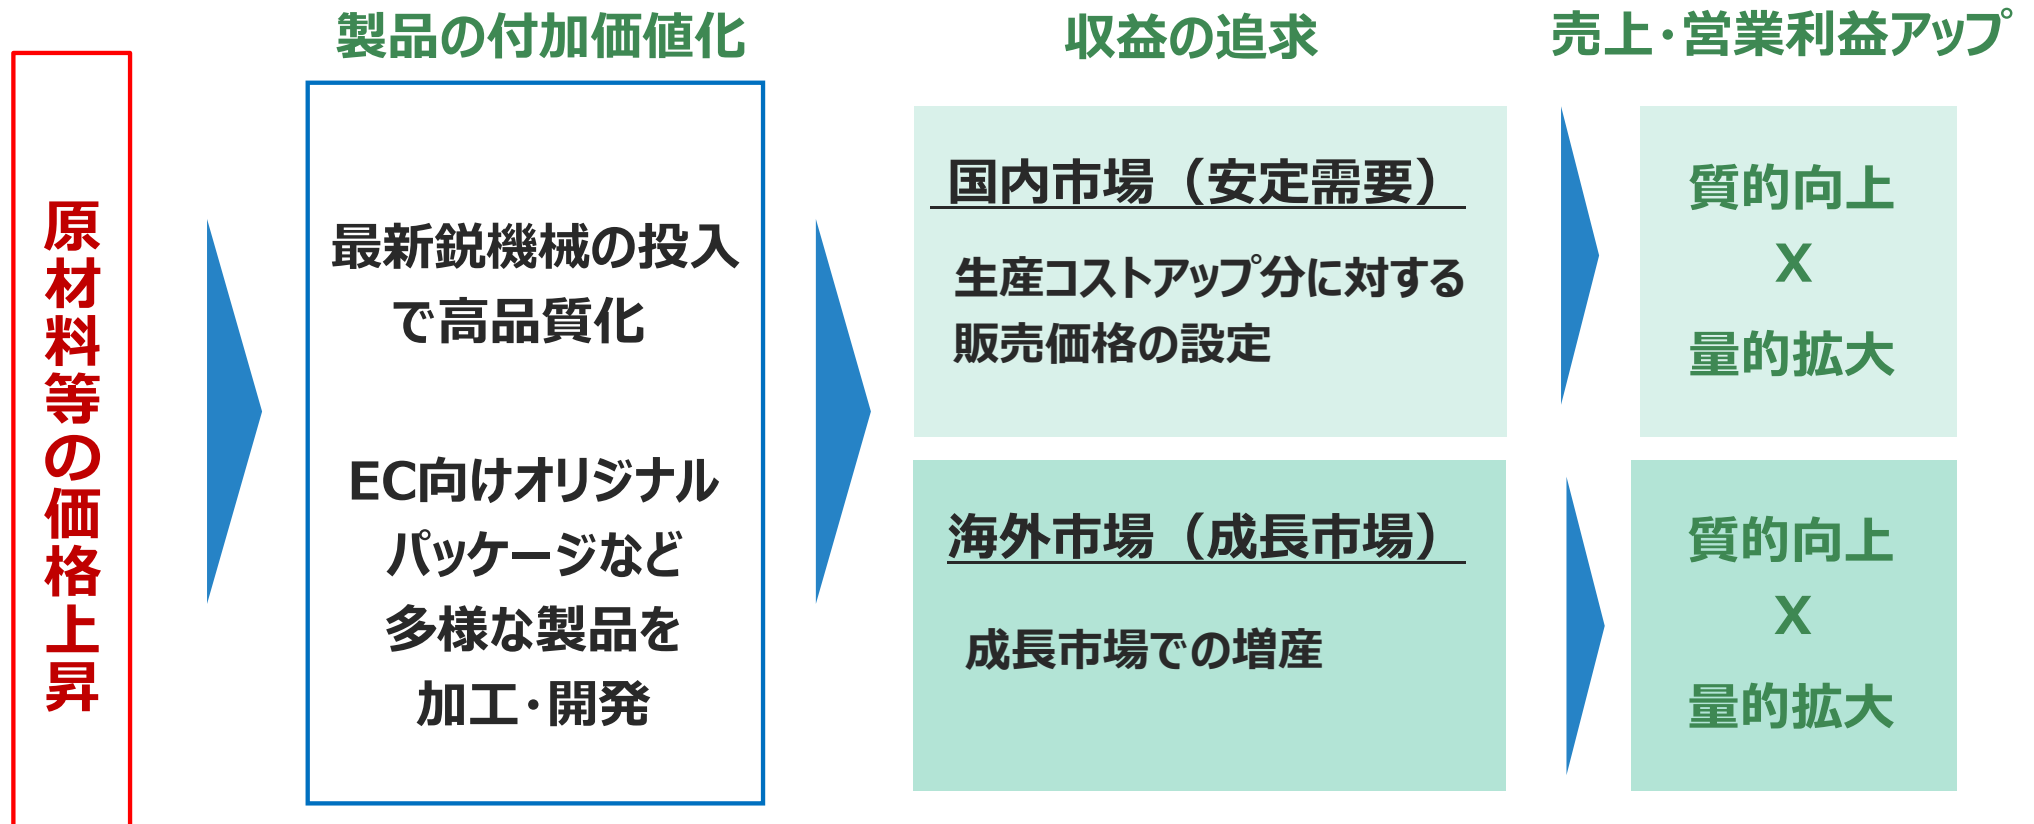 原材料等の価格上昇
製品の付加価値化
最新鋭機械の投入
で高品質化
EC向けオリジナル
パッケージなど
多様な製品を
加工・開発
収益の追求
国内市場（安定需要）
生産コストアップ分に対する
販売価格の設定
海外市場（成長市場）
成長市場での増産
売上・営業利益アップ
質的向上
X
量的拡大
質的向上
X
量的拡大